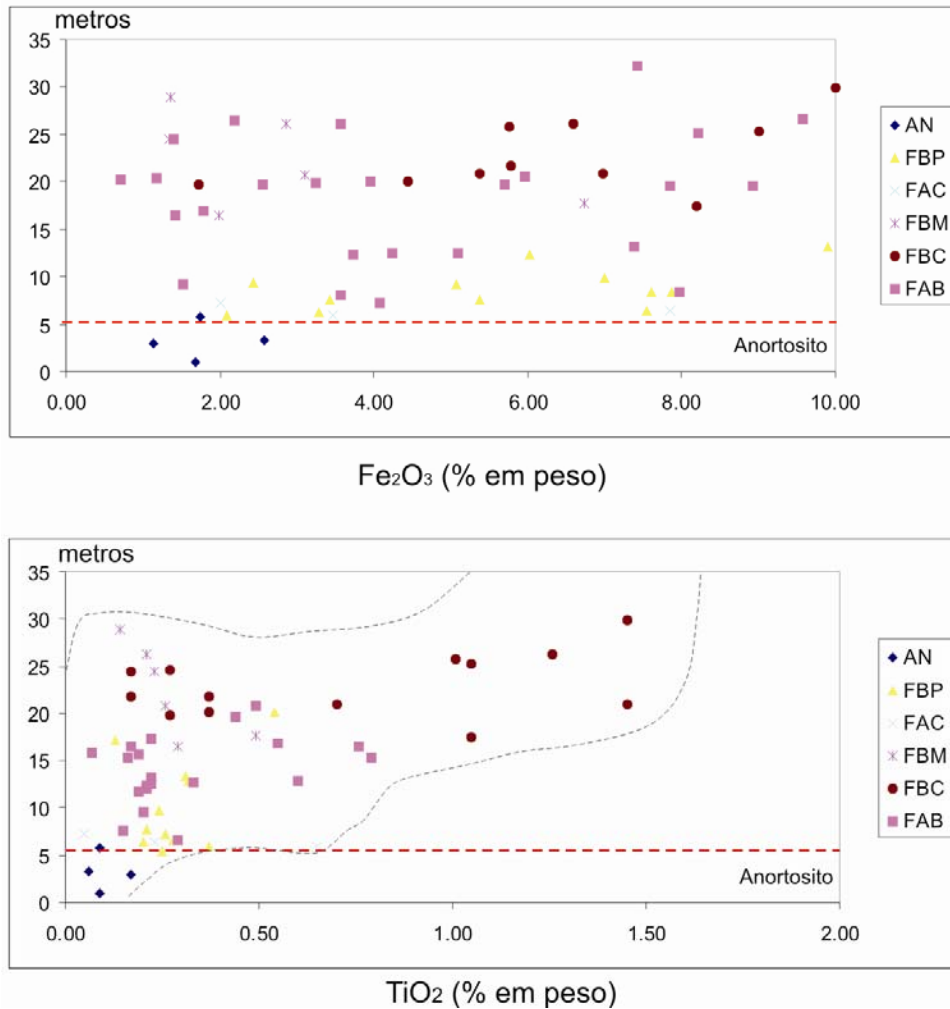 metros
35
30
25
20
15
10
5
0
Anortosito
0.00 2.00 4.00 6.00 8.00 10.00
AN
FBP
FAC
FBM
FBC
FAB
Fe₂O₃ (% em peso)
metros
35
30
25
20
15
10
5
0
Anortosito
0.00 0.50 1.00 1.50 2.00
AN
FBP
FAC
FBM
FBC
FAB
TiO₂ (% em peso)